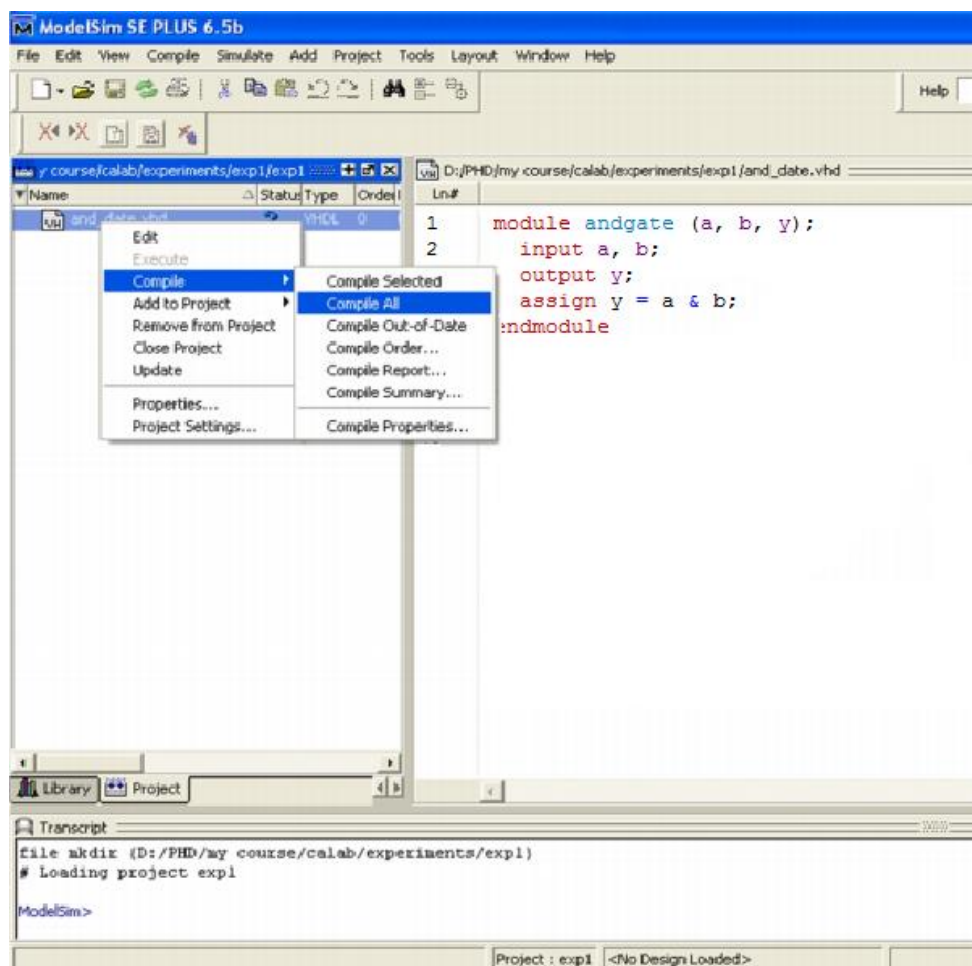 ModelSim SE PLUS 6.5b
File Edit View Compile Simulate Add Project Tools Layout Window Help
Help
y course/calab/experiments/exp1/exp1
D:/PHD/my course/calab/experiments/exp1/and_date.vhd
Name Status Type Order
Ln#
and_date.vhd VHDL 0
1 module andgate (a, b, y);
2 input a, b;
output y;
assign y = a & b;
endmodule
Edit
Execute
Compile
Add to Project
Remove from Project
Close Project
Update
Properties...
Project Settings...
Compile Selected
Compile All
Compile Out-of-Date
Compile Order...
Compile Report...
Compile Summary...
Compile Properties...
Library Project
Transcript
file mkdir {D:/PHD/my course/calab/experiments/exp1}
# Loading project exp1
ModelSim>
Project : exp1 <No Design Loaded>